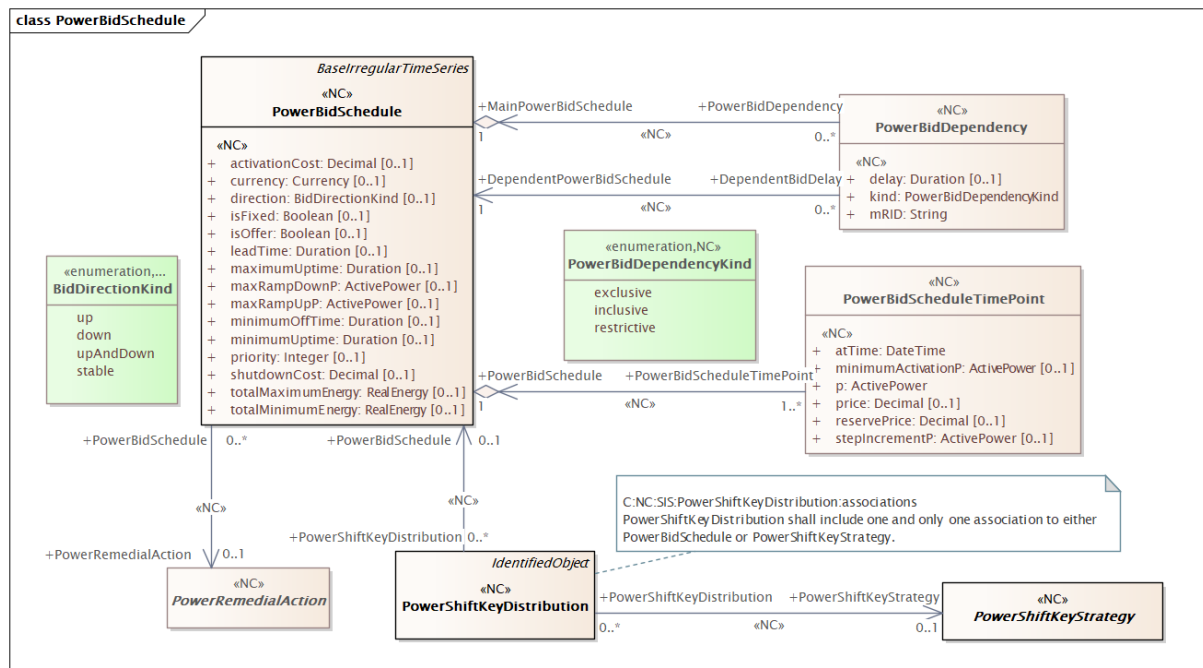 class PowerBidSchedule
BaseIrregularTimeSeries
«NC»
PowerBidSchedule
«NC»
+ activationCost: Decimal [0..1]
+ currency: Currency [0..1]
+ direction: BidDirectionKind [0..1]
+ isFixed: Boolean [0..1]
+ isOffer: Boolean [0..1]
+ leadTime: Duration [0..1]
+ maximumUptime: Duration [0..1]
+ maxRampDownP: ActivePower [0..1]
+ maxRampUpP: ActivePower [0..1]
+ minimumOffTime: Duration [0..1]
+ minimumUptime: Duration [0..1]
+ priority: Integer [0..1]
+ shutdownCost: Decimal [0..1]
+ totalMaximumEnergy: RealEnergy [0..1]
+ totalMinimumEnergy: RealEnergy [0..1]
+MainPowerBidSchedule
+PowerBidDependency
1
«NC»
0..*
«NC»
PowerBidDependency
«NC»
+ delay: Duration [0..1]
+ kind: PowerBidDependencyKind
+ mRID: String
+DependentPowerBidSchedule
+DependentBidDelay
1
«NC»
0..*
«enumeration,...
BidDirectionKind
up
down
upAndDown
stable
«enumeration,NC»
PowerBidDependencyKind
exclusive
inclusive
restrictive
«NC»
PowerBidScheduleTimePoint
«NC»
+ atTime: DateTime
+ minimumActivationP: ActivePower [0..1]
+ p: ActivePower
+ price: Decimal [0..1]
+ reservePrice: Decimal [0..1]
+ stepIncrementP: ActivePower [0..1]
+PowerBidSchedule
+PowerBidScheduleTimePoint
1
«NC»
1..*
+PowerBidSchedule
0..*
+PowerBidSchedule
0..1
«NC»
«NC»
+PowerRemedialAction
0..1
+PowerShiftKeyDistribution
0..*
«NC»
PowerRemedialAction
C:NC:SIS:PowerShiftKeyDistribution:associations
PowerShiftKeyDistribution shall include one and only one association to either
PowerBidSchedule or PowerShiftKeyStrategy.
IdentifiedObject
«NC»
PowerShiftKeyDistribution
+PowerShiftKeyDistribution
+PowerShiftKeyStrategy
0..*
«NC»
0..1
«NC»
PowerShiftKeyStrategy